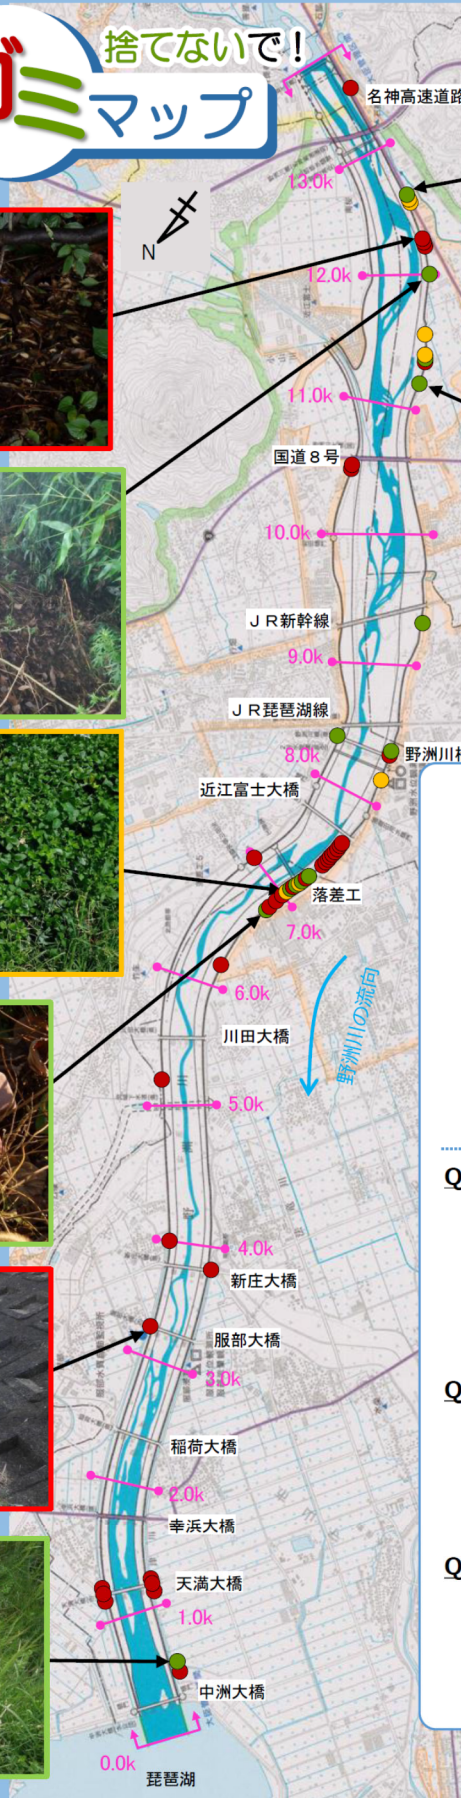 捨てないで！
ゴミ
マップ
名神高速道路
13.0k
N
12.0k
11.0k
国道８号
10.0k
ＪＲ新幹線
9.0k
ＪＲ琵琶湖線
8.0k
野洲川橋
近江富士大橋
落差工
7.0k
野洲川の流向
6.0k
川田大橋
5.0k
Q
4.0k
新庄大橋
服部大橋
3.0k
Q
稲荷大橋
2.0k
幸浜大橋
Q
天満大橋
1.0k
中洲大橋
0.0k
琵琶湖